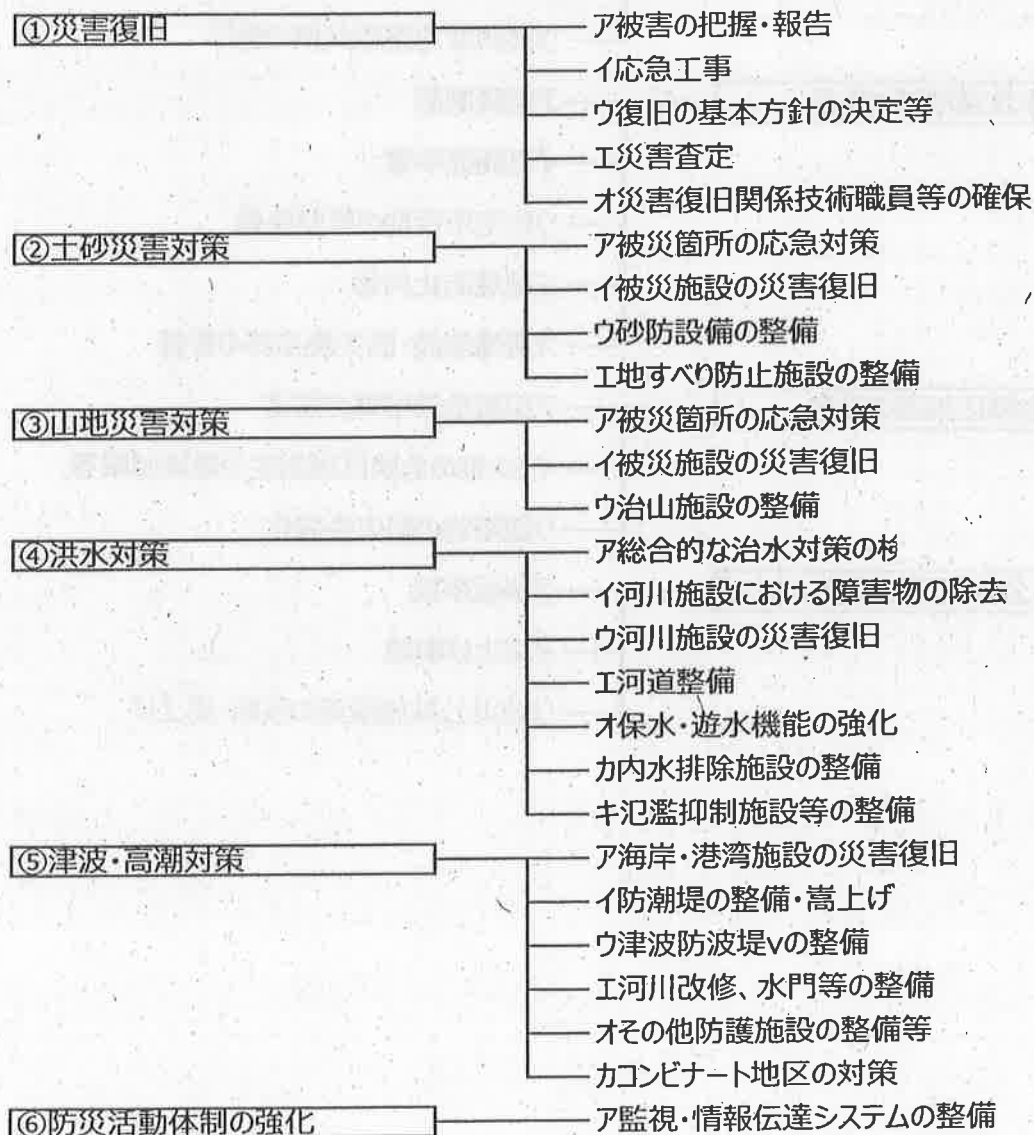 ①災害復旧
ア被害の把握・報告
イ応急工事
ウ復旧の基本方針の決定等
エ災害査定
オ災害復旧関係技術職員等の確保
②土砂災害対策
ア被災箇所の応急対策
イ被災施設の災害復旧
ウ砂防設備の整備
エ地すべり防止施設の整備
③山地災害対策
ア被災箇所の応急対策
イ被災施設の災害復旧
ウ治山施設の整備
④洪水対策
ア総合的な治水対策の検
イ河川施設における障害物の除去
ウ河川施設の災害復旧
エ河道整備
オ保水・遊水機能の強化
カ内水排除施設の整備
キ氾濫抑制施設等の整備
⑤津波・高潮対策
ア海岸・港湾施設の災害復旧
イ防潮堤の整備・嵩上げ
ウ津波防波堤vの整備
エ河川改修、水門等の整備
オその他防護施設の整備等
カコンビナート地区の対策
⑥防災活動体制の強化
ア監視・情報伝達システムの整備